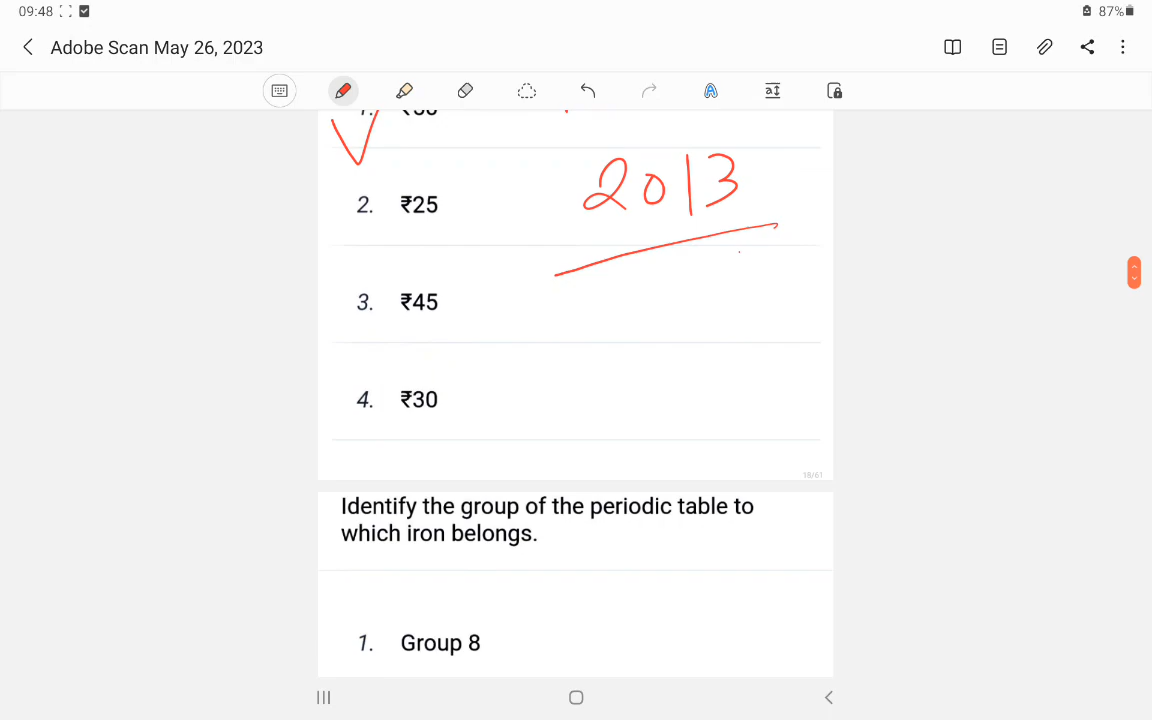 09:48 87%
Adobe Scan May 26, 2023
2. ₹25
2013
3. ₹45
4. ₹30
18/61
Identify the group of the periodic table to
which iron belongs.
1. Group 8